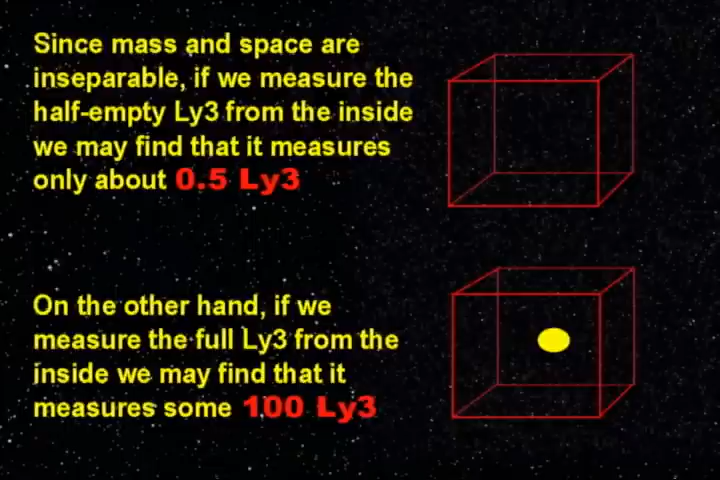 Since mass and space are
inseparable, if we measure the
half-empty Ly3 from the inside
we may find that it measures
only about 0.5 Ly3
On the other hand, if we
measure the full Ly3 from the
inside we may find that it
measures some 100 Ly3